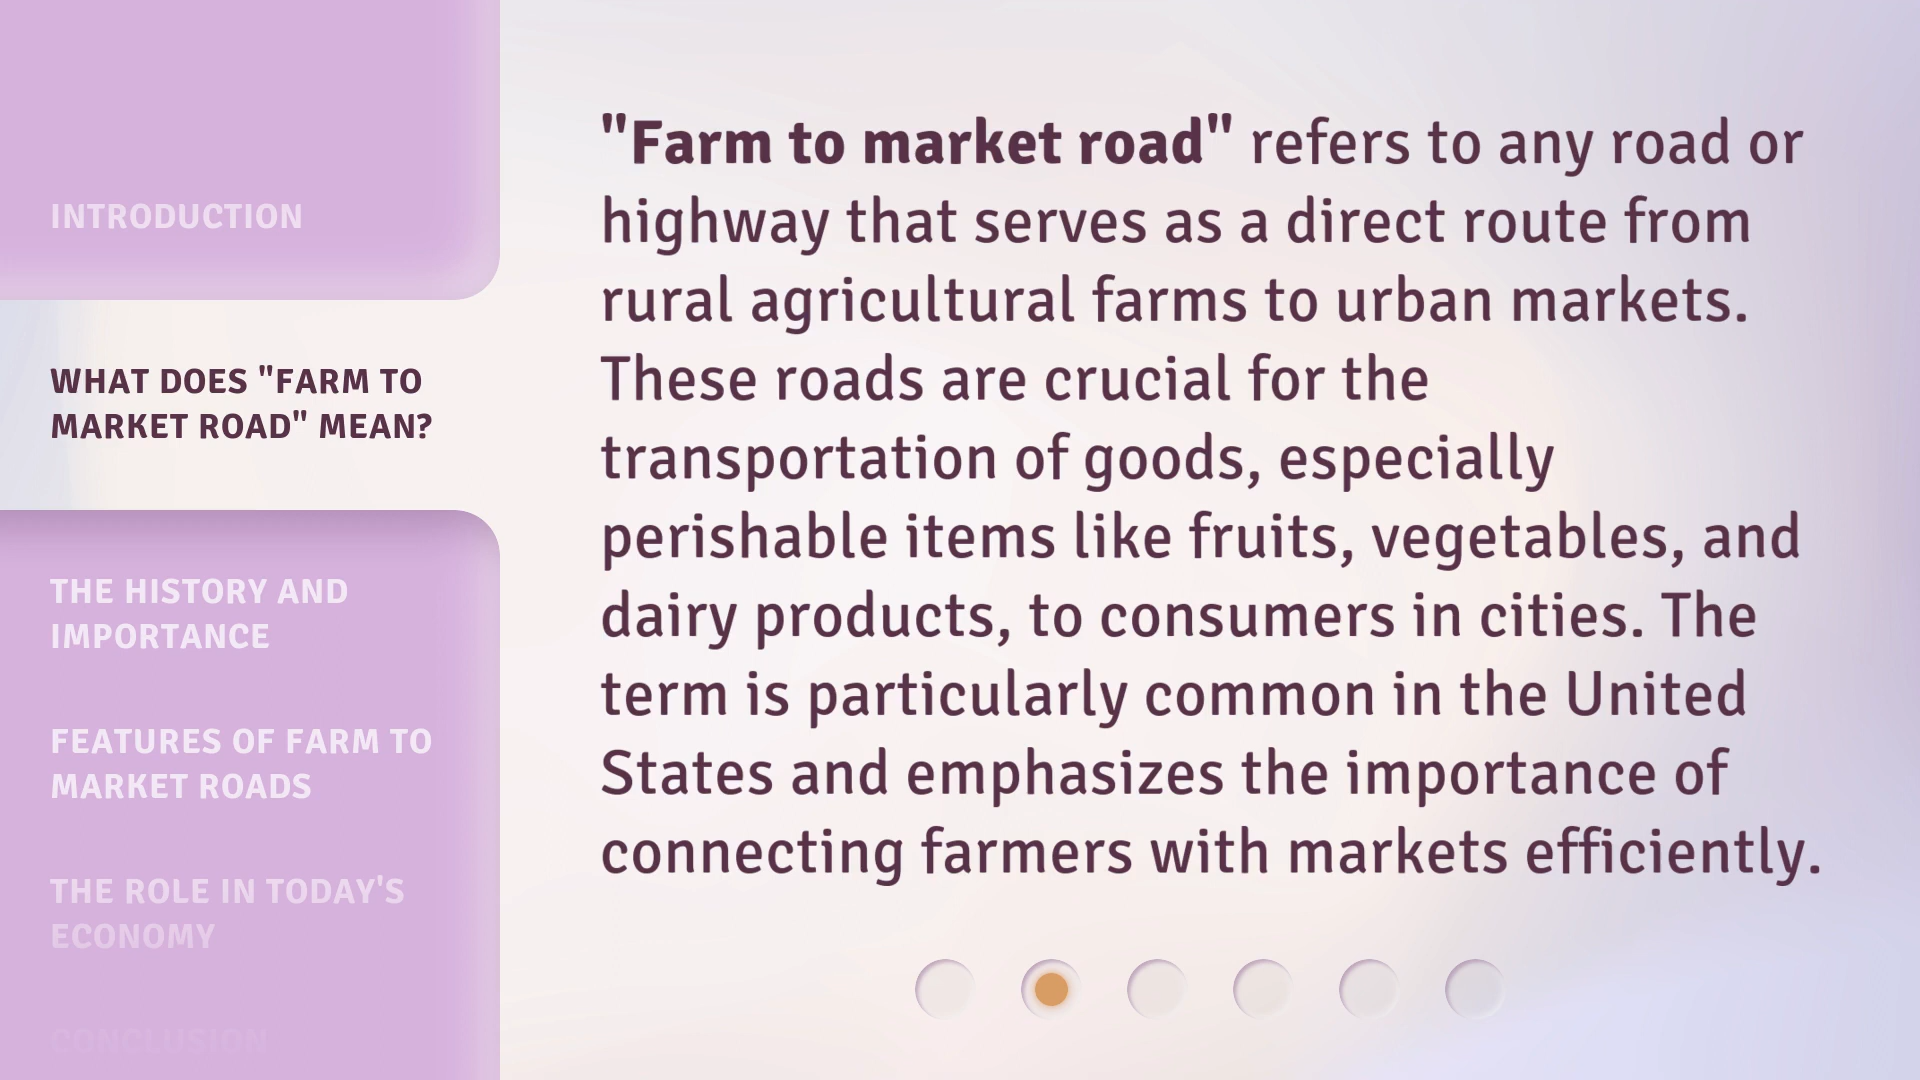 INTRODUCTION
WHAT DOES "FARM TO
MARKET ROAD" MEAN?
THE HISTORY AND
IMPORTANCE
FEATURES OF FARM TO
MARKET ROADS
THE ROLE IN TODAY'S
ECONOMY
CONCLUSION
"Farm to market road" refers to any road or
highway that serves as a direct route from
rural agricultural farms to urban markets.
These roads are crucial for the
transportation of goods, especially
perishable items like fruits, vegetables, and
dairy products, to consumers in cities. The
term is particularly common in the United
States and emphasizes the importance of
connecting farmers with markets efficiently.